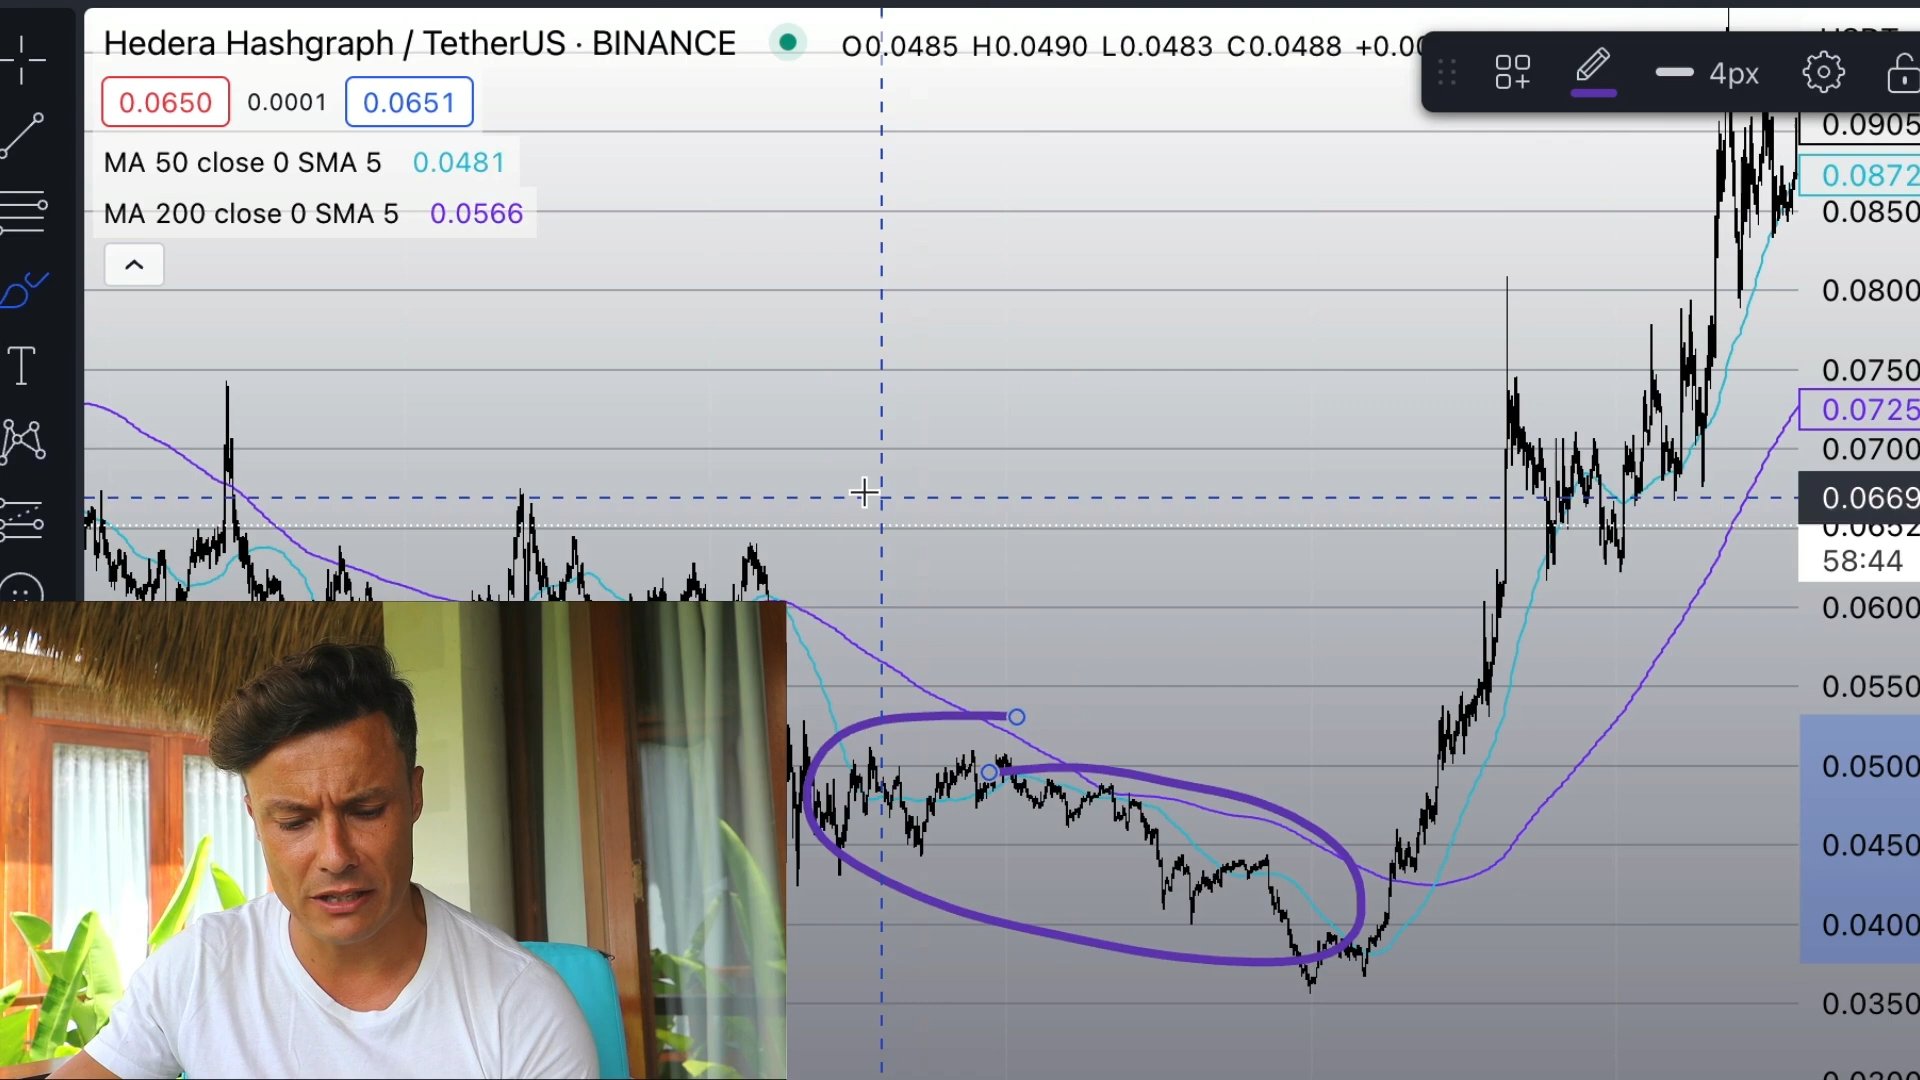 Hedera Hashgraph / TetherUS · BINANCE
O0.0485 H0.0490 L0.0483 C0.0488 +0.00
0.0650 0.0001 0.0651
MA 50 close 0 SMA 5 0.0481
MA 200 close 0 SMA 5 0.0566
4px
T
0.0905
0.0872
0.0850
0.0800
0.0750
0.0725
0.0700
0.0669
0.0652
58:44
0.0600
0.0550
0.0500
0.0450
0.0400
0.0350